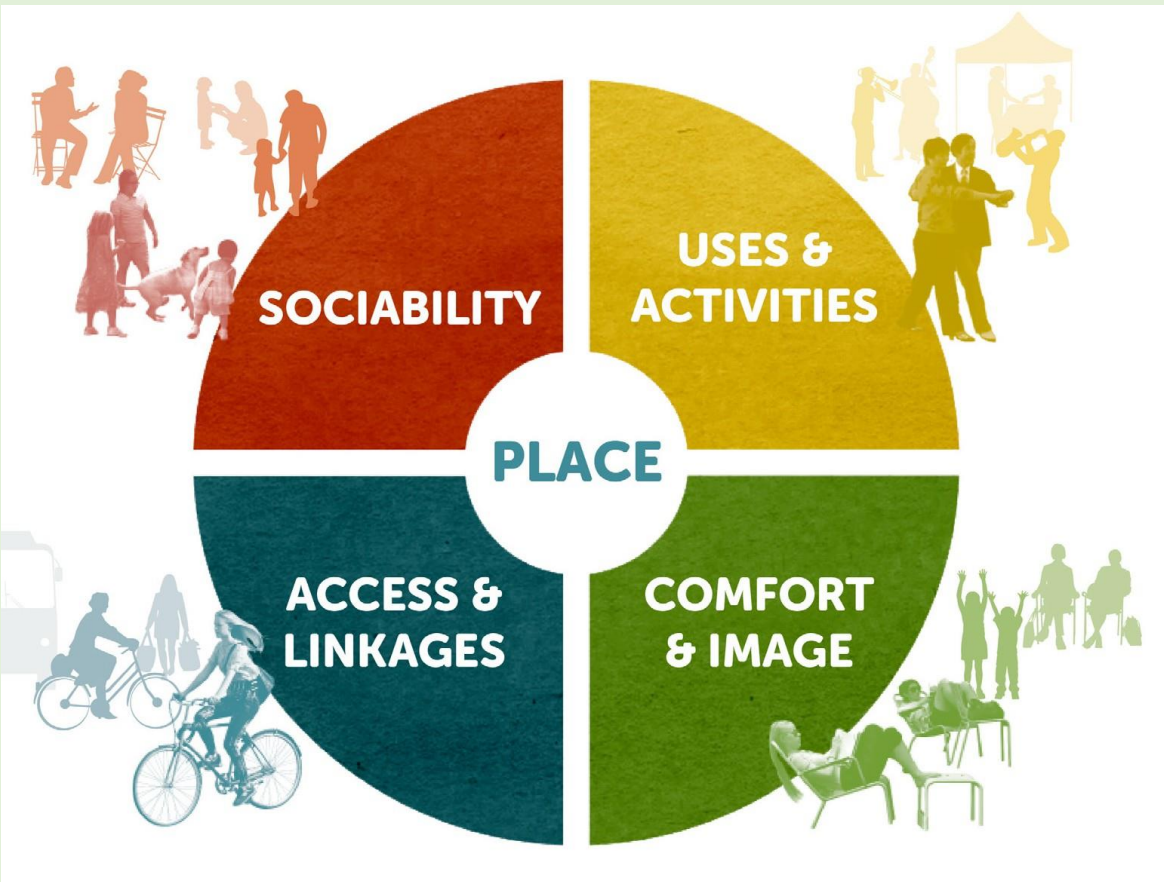 SOCIABILITY
USES &
ACTIVITIES
PLACE
ACCESS &
LINKAGES
COMFORT
& IMAGE